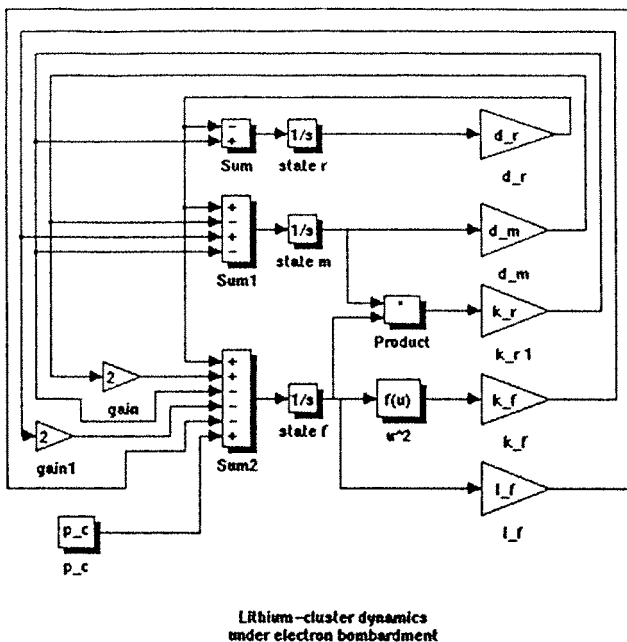 −
+
Sum
1/s
state r
d_r
d_r
+
−
+
−
Sum1
1/s
state m
d_m
d_m
*
Product
k_r
k_r 1
2
gain
2
gain1
+
+
−
−
−
+
Sum2
1/s
state f
f(u)
u^2
k_f
k_f
l_f
l_f
p_c
p_c
Lithium-cluster dynamics
under electron bombardment